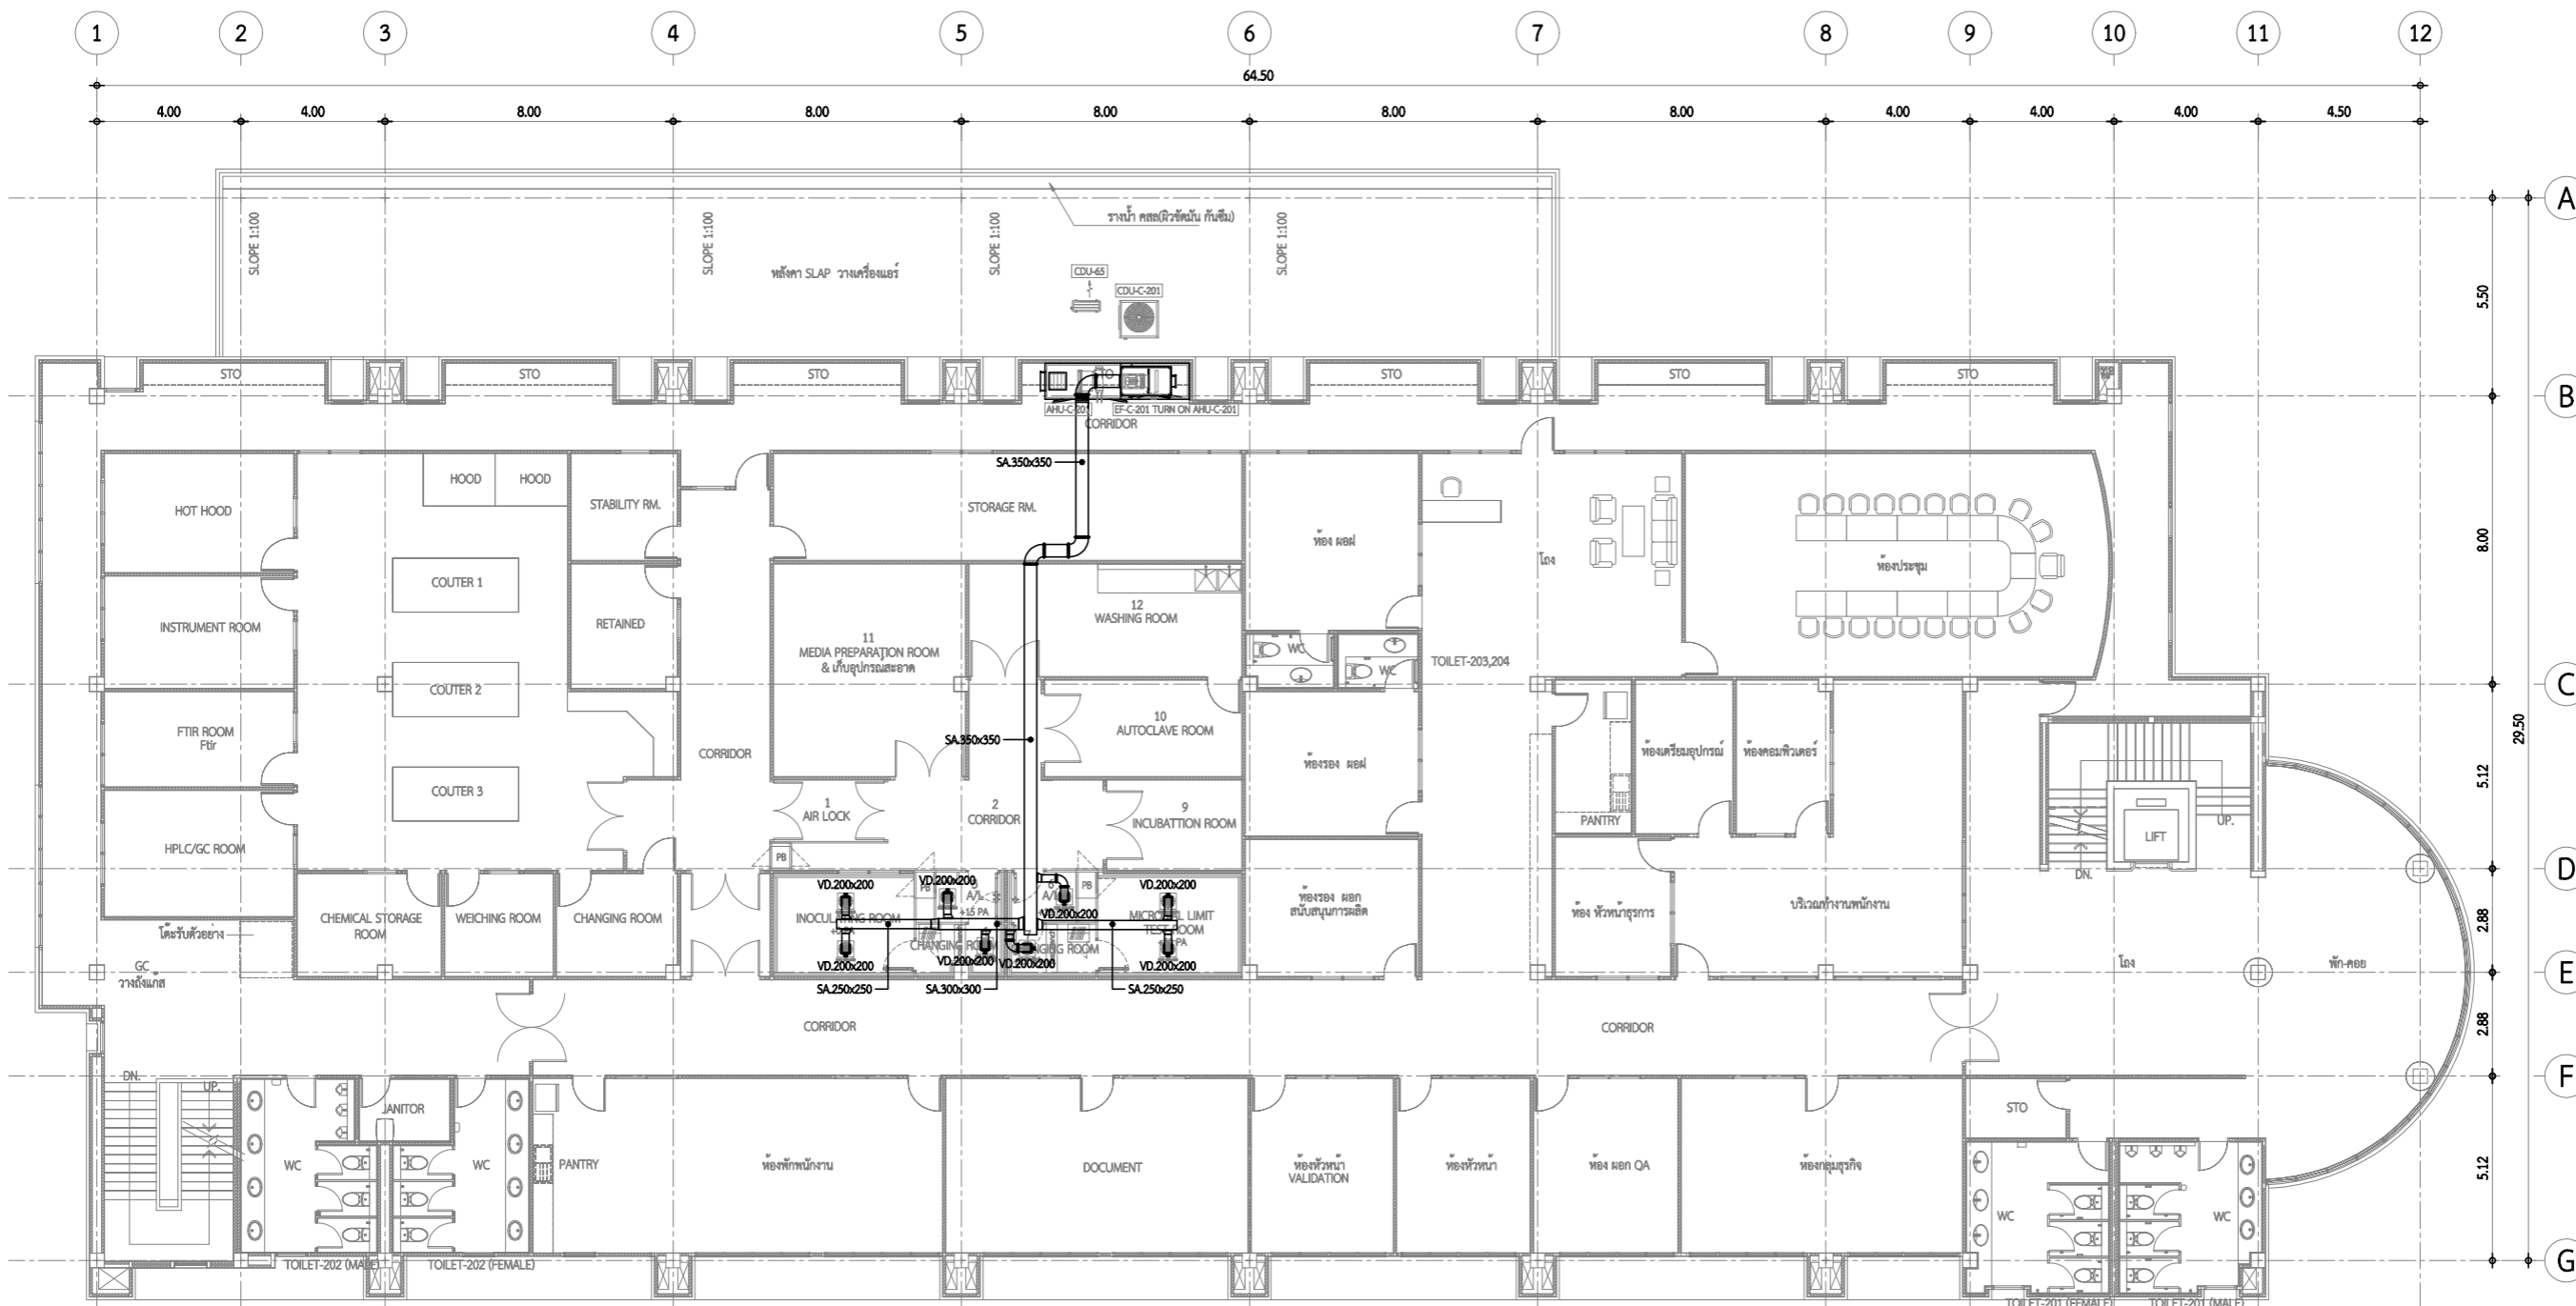 1
2
3
4
5
6
7
8
9
10
11
12
64.50
4.00
4.00
8.00
8.00
8.00
8.00
8.00
4.00
4.00
4.00
4.50
A
รางน้ำ คสล(ผิวขัดมัน กันซึม)
SLOPE 1:100
SLOPE 1:100
SLOPE 1:100
SLOPE 1:100
หลังคา SLAP วางเครื่องแอร์
CDU-65
CDU-C-201
5.50
STO
STO
STO
STO
STO
STO
STO
B
AHU-C-201
EF-C-201 TURN ON AHU-C-201
CORRIDOR
SA.350x350
HOT HOOD
HOOD
HOOD
STABILITY RM.
STORAGE RM.
ห้อง ผอฝ
โถง
ห้องประชุม
8.00
COUTER 1
INSTRUMENT ROOM
RETAINED
11
MEDIA PREPARATION ROOM
& เก็บอุปกรณสะอาด
12
WASHING ROOM
WC
WC
TOILET-203,204
C
COUTER 2
FTIR ROOM
Ftir
CORRIDOR
SA.350x350
10
AUTOCLAVE ROOM
ห้องรอง ผอฝ
ห้องเตรียมอุปกรณ์
ห้องคอมพิวเตอร์
29.50
5.12
COUTER 3
1
AIR LOCK
2
CORRIDOR
9
INCUBATTION ROOM
PANTRY
LIFT
UP.
DN.
HPLC/GC ROOM
PB
D
VD.200x200
VD.200x200
VD.200x200
PB
PB
A/L
A/L
+15 PA
VD.200x200
CHEMICAL STORAGE
ROOM
WEICHING ROOM
CHANGING ROOM
INOCULATING ROOM
CHANGING ROOM
MICROBIAL LIMIT
TEST ROOM
ห้องรอง ผอก
สนับสนุนการผลิต
ห้อง หัวหน้าธุรการ
บริเวณทำงานพนักงาน
2.88
โต๊ะรับตัวอย่าง
VD.200x200
VD.200x200
VD.200x200
VD.200x200
GC
วางถังแก๊ส
โถง
พัก-คอย
E
SA.250x250
SA.300x300
SA.250x250
CORRIDOR
CORRIDOR
2.88
DN.
UP.
F
JANITOR
STO
WC
WC
PANTRY
ห้องพักพนักงาน
DOCUMENT
ห้องหัวหน้า
VALIDATION
ห้องหัวหน้า
ห้อง ผอก QA
ห้องกลุ่มธุรกิจ
5.12
WC
WC
G
TOILET-202 (MALE)
TOILET-202 (FEMALE)
TOILET-201 (FEMALE)
TOILET-201 (MALE)